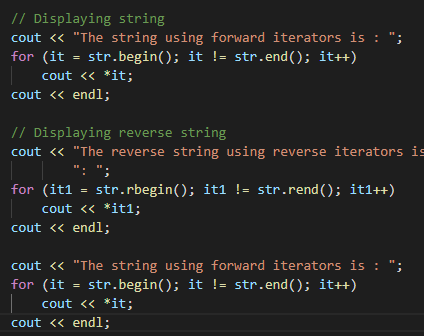 // Displaying string
cout << "The string using forward iterators is : ";
for (it = str.begin(); it != str.end(); it++)
    cout << *it;
cout << endl;

// Displaying reverse string
cout << "The reverse string using reverse iterators is
        ": ";
for (it1 = str.rbegin(); it1 != str.rend(); it1++)
    cout << *it1;
cout << endl;

cout << "The string using forward iterators is : ";
for (it = str.begin(); it != str.end(); it++)
    cout << *it;
cout << endl;